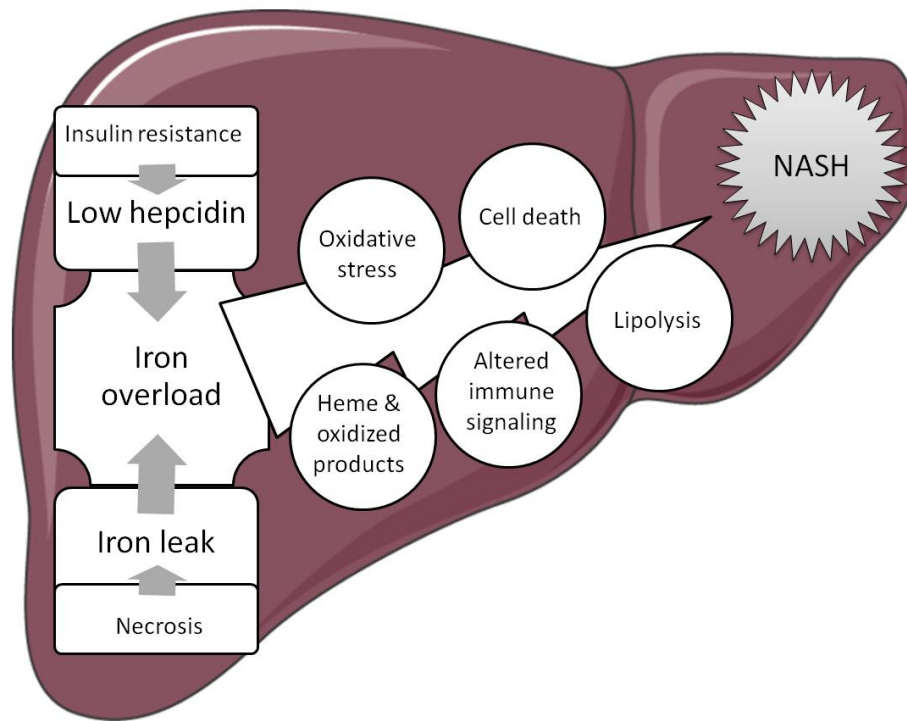 Insulin resistance
Low hepcidin
Iron
overload
Iron leak
Necrosis
Oxidative
stress
Cell death
Heme &
oxidized
products
Altered
immune
signaling
Lipolysis
NASH